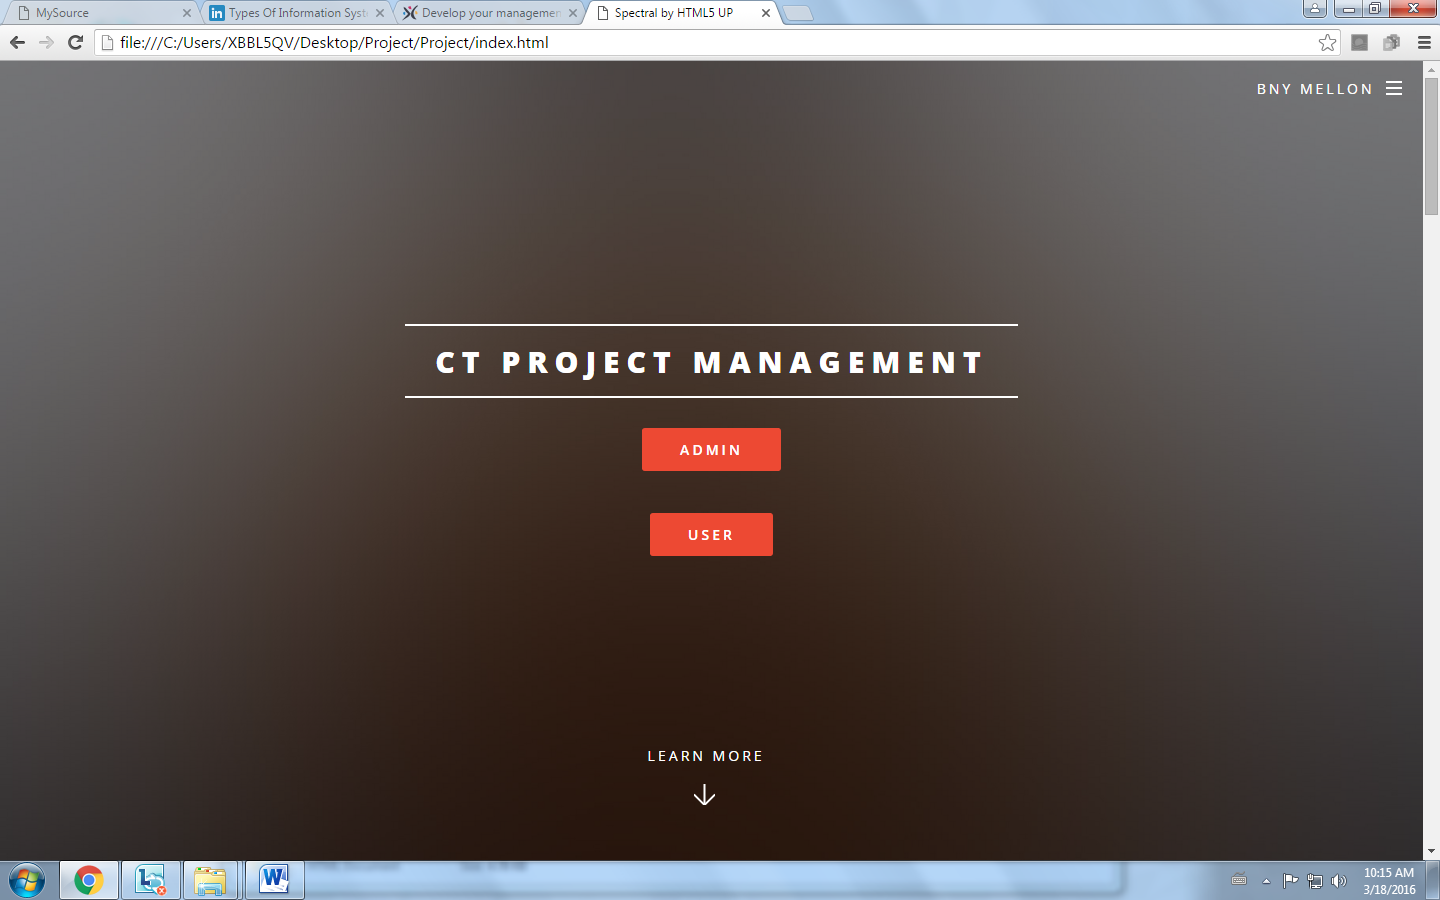 MySource
Types Of Information Syst
Develop your managemen
Spectral by HTML5 UP
file:///C:/Users/XBBL5QV/Desktop/Project/Project/index.html
BNY MELLON
CT PROJECT MANAGEMENT
ADMIN
USER
LEARN MORE
10:15 AM
3/18/2016